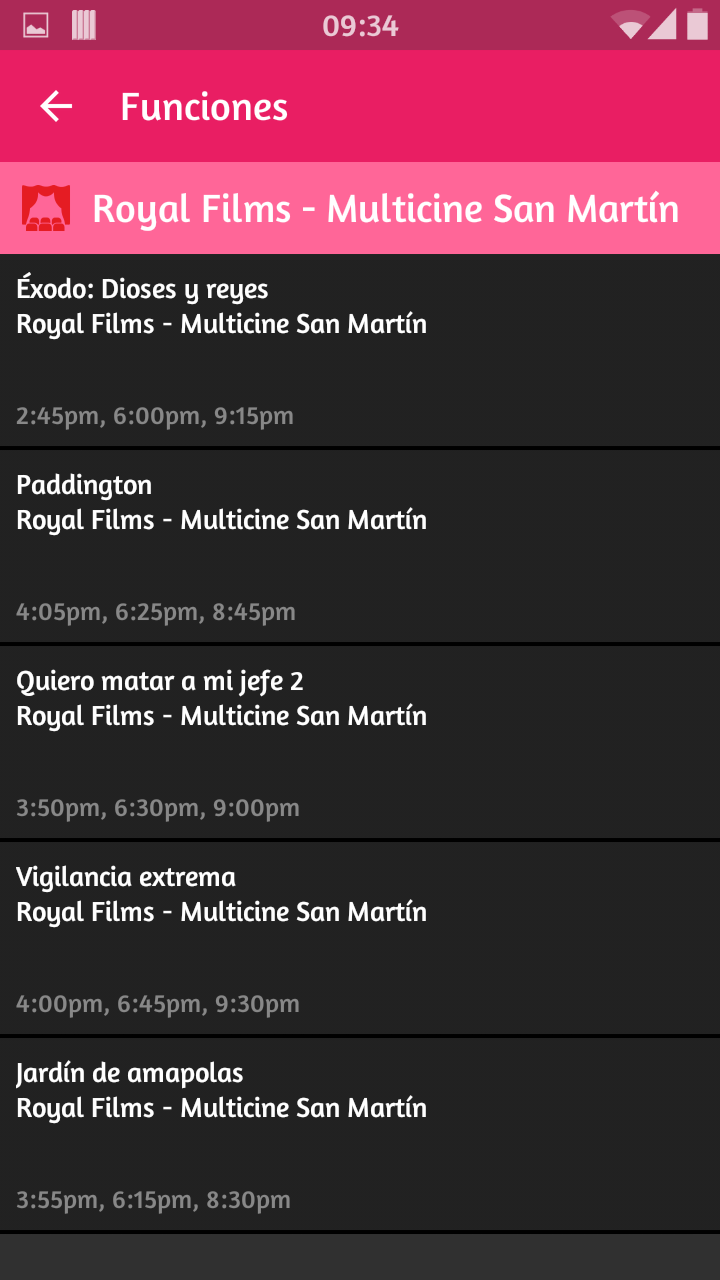 09:34
Funciones
Royal Films - Multicine San Martín
Éxodo: Dioses y reyes
Royal Films - Multicine San Martín
2:45pm, 6:00pm, 9:15pm
Paddington
Royal Films - Multicine San Martín
4:05pm, 6:25pm, 8:45pm
Quiero matar a mi jefe 2
Royal Films - Multicine San Martín
3:50pm, 6:30pm, 9:00pm
Vigilancia extrema
Royal Films - Multicine San Martín
4:00pm, 6:45pm, 9:30pm
Jardín de amapolas
Royal Films - Multicine San Martín
3:55pm, 6:15pm, 8:30pm